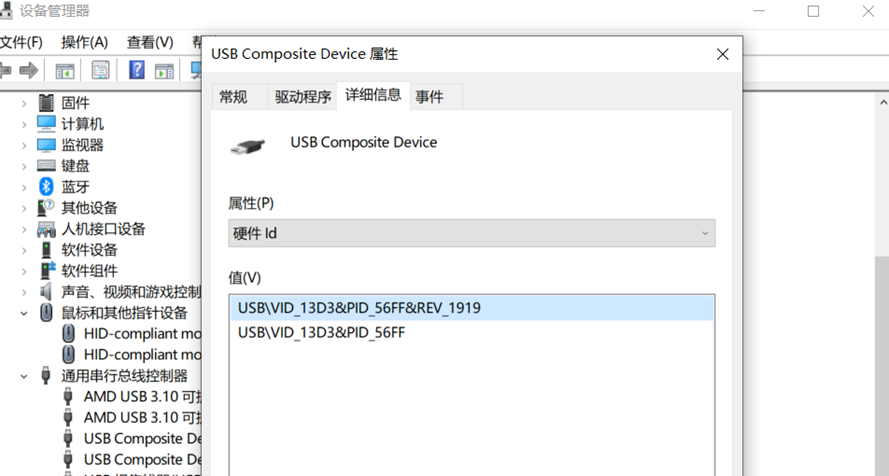 设备管理器
文件(F) 操作(A) 查看(V)
USB Composite Device 属性
常规 驱动程序 详细信息 事件
USB Composite Device
属性(P)
硬件 Id
值(V)
USB\VID_13D3&PID_56FF&REV_1919
USB\VID_13D3&PID_56FF
固件
计算机
监视器
键盘
蓝牙
其他设备
人机接口设备
软件设备
软件组件
声音、视频和游戏控制
鼠标和其他指针设备
HID-compliant mo
HID-compliant mo
通用串行总线控制器
AMD USB 3.10 可
AMD USB 3.10 可
USB Composite De
USB Composite De